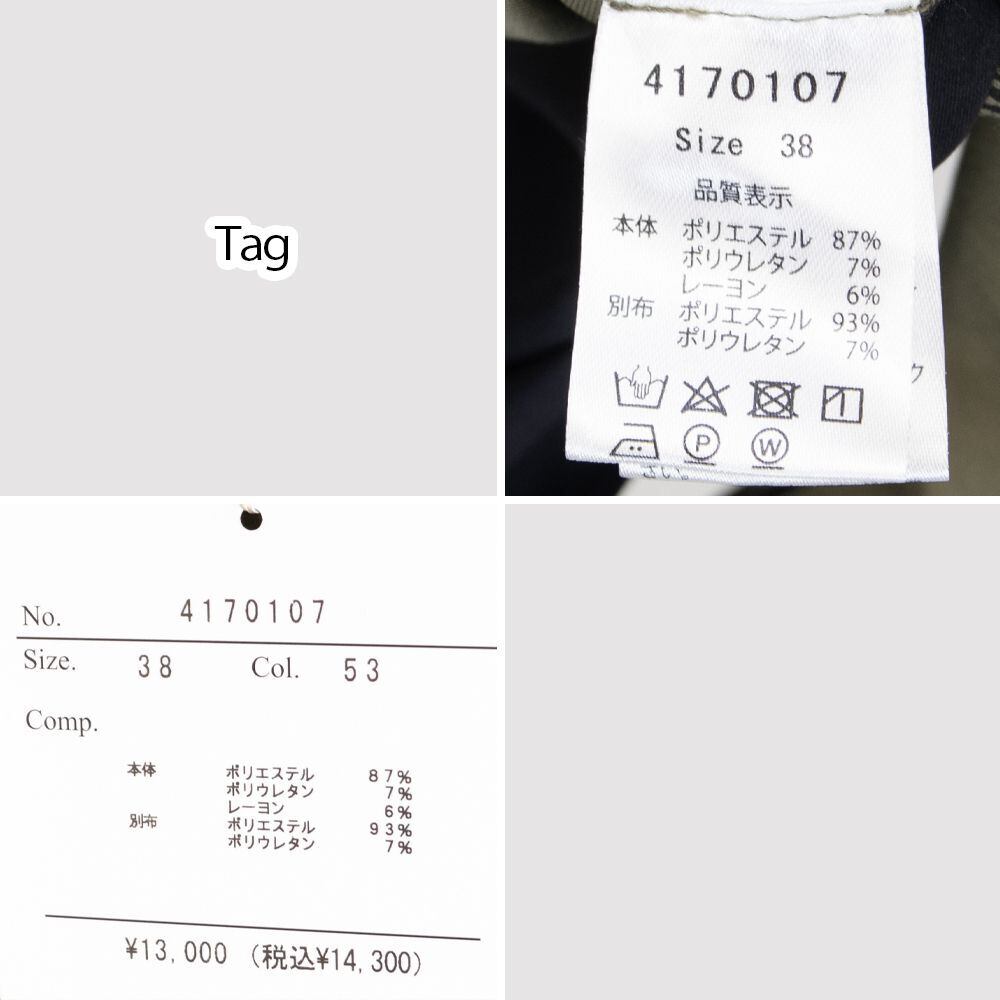 Tag
4170107
Size 38
品質表示
本体 ポリエステル 87%
ポリウレタン 7%
レーヨン 6%
別布 ポリエステル 93%
ポリウレタン 7%
P W
ク
No. 4170107
Size. 38 Col. 53
Comp.
本体 ポリエステル 87%
ポリウレタン 7%
レーヨン 6%
別布 ポリエステル 93%
ポリウレタン 7%
¥13,000 (税込¥14,300)